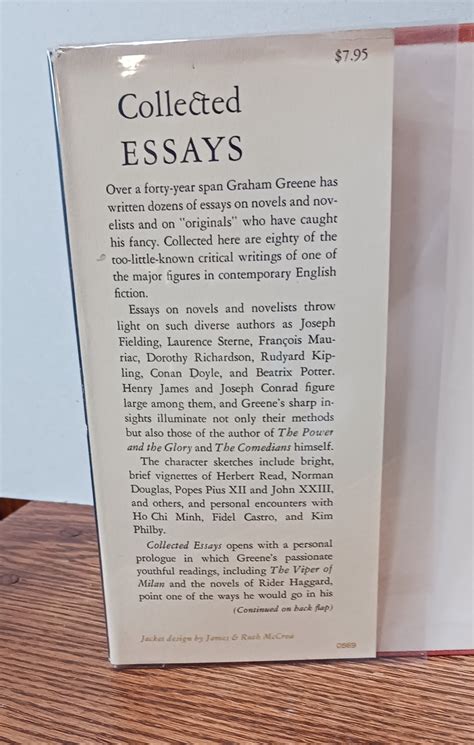 $7.95
Collected
ESSAYS
Over a forty-year span Graham Greene has
written dozens of essays on novels and nov-
elists and on "originals" who have caught
his fancy. Collected here are eighty of the
too-little-known critical writings of one of
the major figures in contemporary English
fiction.
Essays on novels and novelists throw
light on such diverse authors as Joseph
Fielding, Laurence Sterne, François Mau-
riac, Dorothy Richardson, Rudyard Kip-
ling, Conan Doyle, and Beatrix Potter.
Henry James and Joseph Conrad figure
large among them, and Greene's sharp in-
sights illuminate not only their methods
but also those of the author of The Power
and the Glory and The Comedians himself.
The character sketches include bright,
brief vignettes of Herbert Read, Norman
Douglas, Popes Pius XII and John XXIII,
and others, and personal encounters with
Ho Chi Minh, Fidel Castro, and Kim
Philby.
Collected Essays opens with a personal
prologue in which Greene's passionate
youthful readings, including The Viper of
Milan and the novels of Rider Haggard,
point one of the ways he would go in his
(Continued on back flap)
Jacket design by James & Ruth McCrea
0569